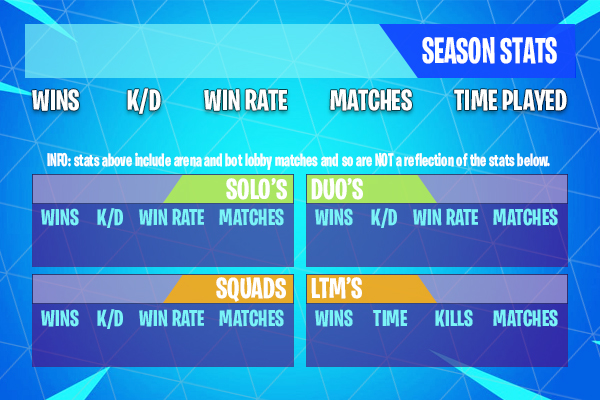 SEASON STATS
WINS K/D WIN RATE MATCHES TIME PLAYED
INFO: stats above include arena and bot lobby matches and so are NOT a reflection of the stats below.
SOLO'S
WINS K/D WIN RATE MATCHES
DUO'S
WINS K/D WIN RATE MATCHES
SQUADS
WINS K/D WIN RATE MATCHES
LTM'S
WINS TIME KILLS MATCHES